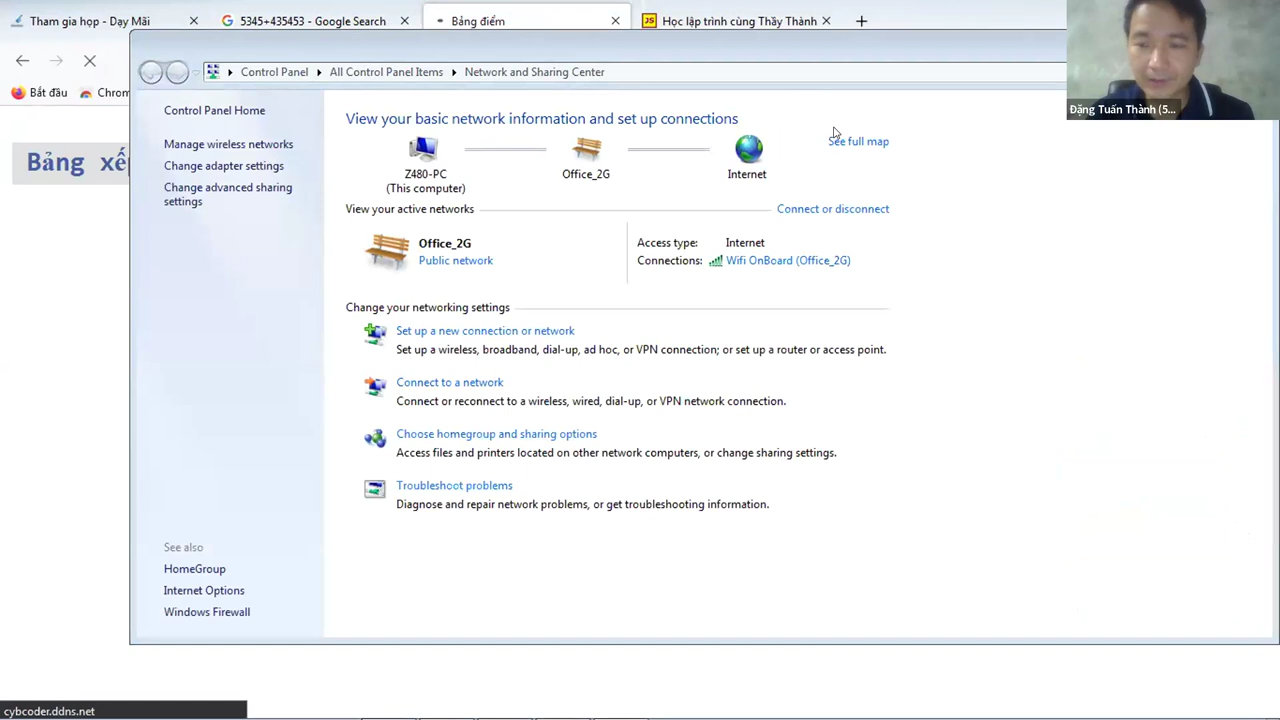 Tham gia họp - Dạy Mãi
5345+435453 - Google Search
Bảng điểm
Học lập trình cùng Thầy Thành
Control Panel
All Control Panel Items
Network and Sharing Center
Bắt đầu
Chrom
Đặng Tuấn Thành (5...
Control Panel Home
Manage wireless networks
Change adapter settings
Change advanced sharing
settings
Bảng xếp
View your basic network information and set up connections
See full map
Z480-PC
(This computer)
Office_2G
Internet
View your active networks
Connect or disconnect
Office_2G
Public network
Access type: Internet
Connections: Wifi OnBoard (Office_2G)
Change your networking settings
Set up a new connection or network
Set up a wireless, broadband, dial-up, ad hoc, or VPN connection; or set up a router or access point.
Connect to a network
Connect or reconnect to a wireless, wired, dial-up, or VPN network connection.
Choose homegroup and sharing options
Access files and printers located on other network computers, or change sharing settings.
Troubleshoot problems
Diagnose and repair network problems, or get troubleshooting information.
See also
HomeGroup
Internet Options
Windows Firewall
cybcoder.ddns.net